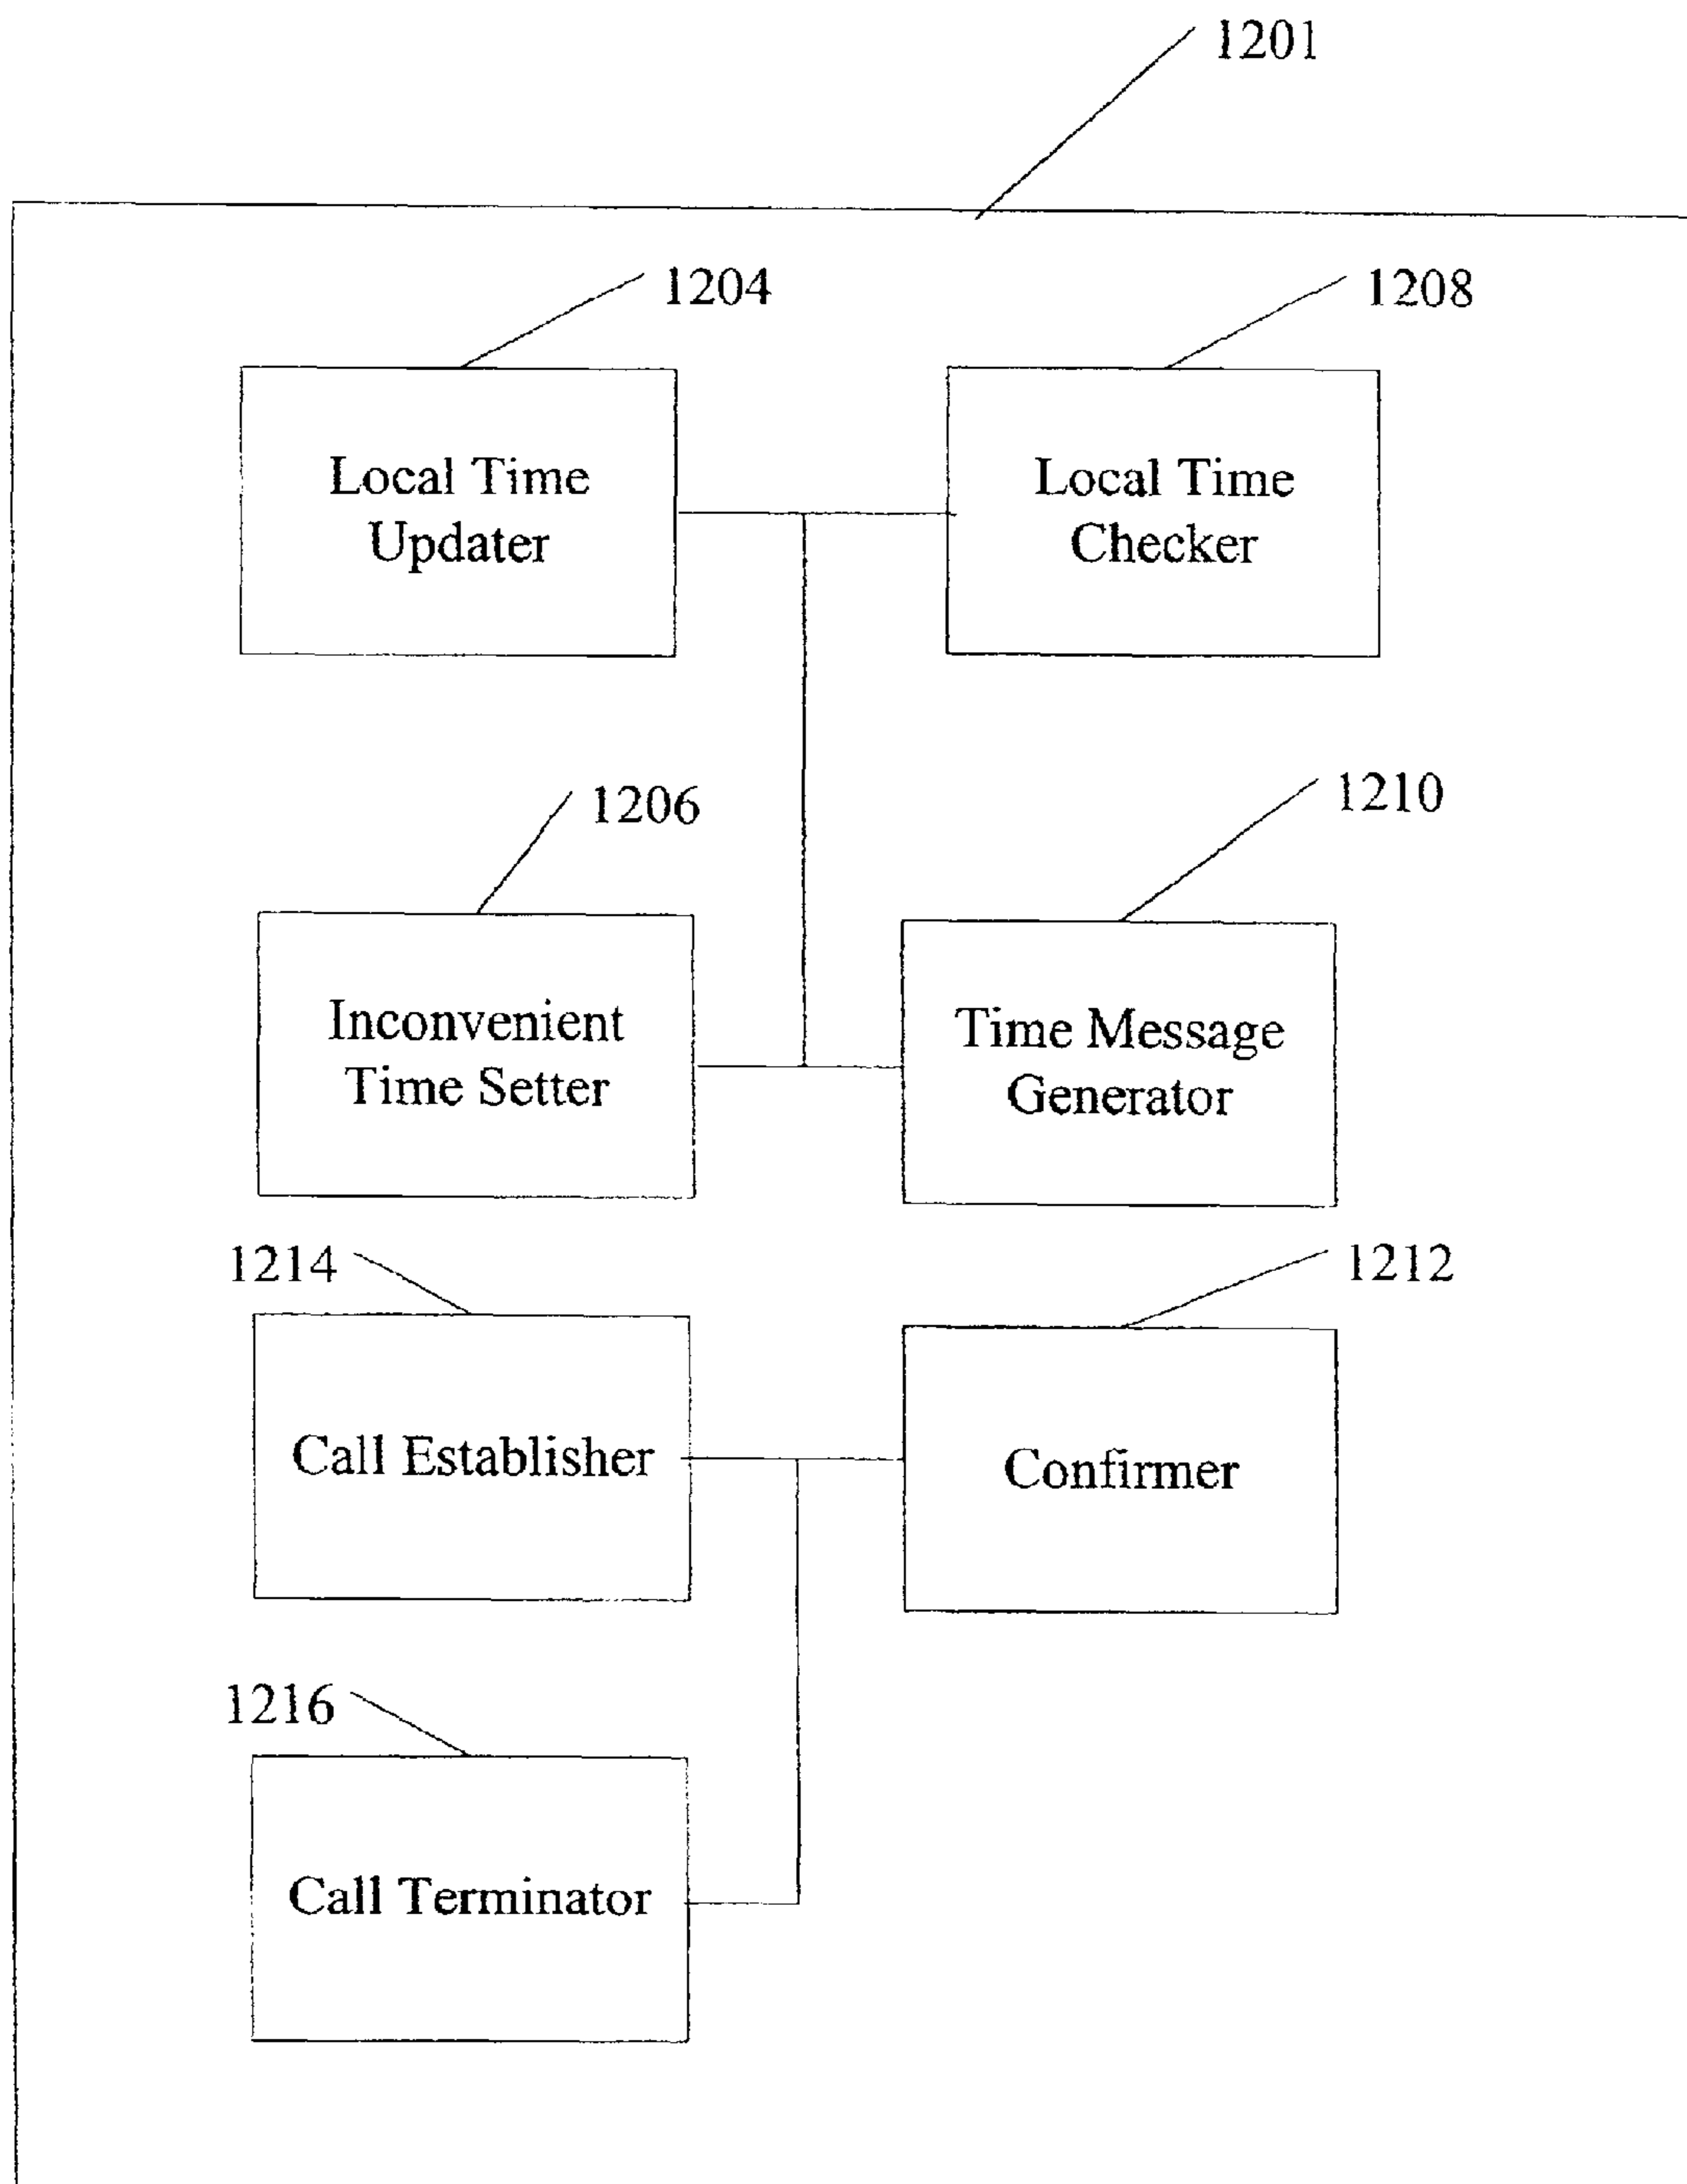 1201
1204
1208
Local Time
Updater
Local Time
Checker
1206
1210
Inconvenient
Time Setter
Time Message
Generator
1214
1212
Call Establisher
Confirmer
1216
Call Terminator